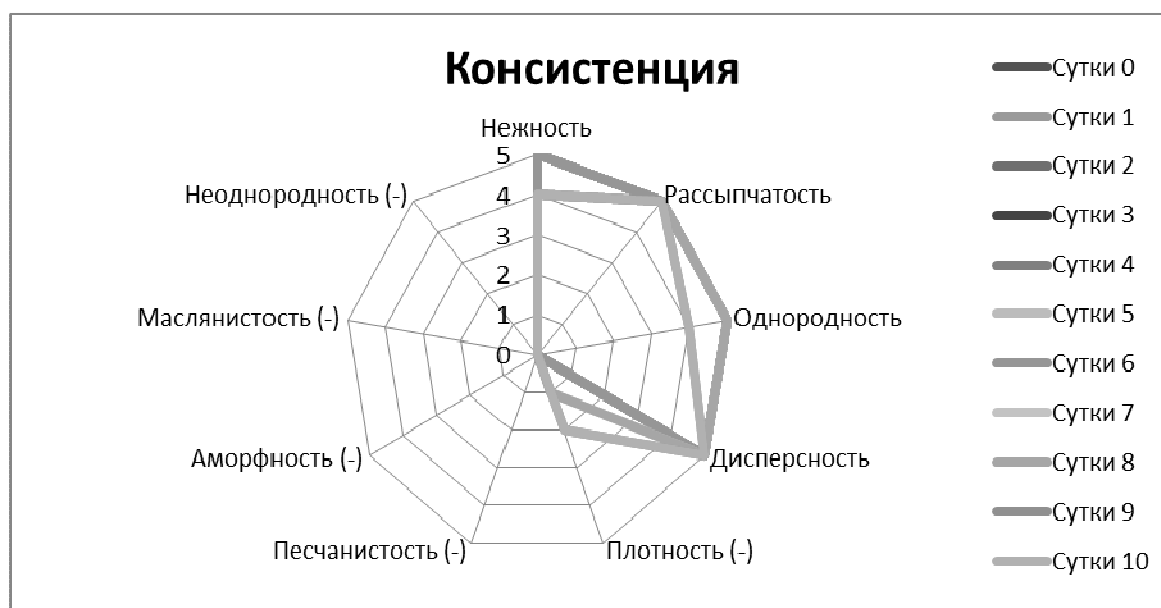 Консистенция
Нежность
Рассыпчатость
Однородность
Дисперсность
Плотность (-)
Песчанистость (-)
Аморфность (-)
Маслянистость (-)
Неоднородность (-)
5
4
3
2
1
0
Сутки 0
Сутки 1
Сутки 2
Сутки 3
Сутки 4
Сутки 5
Сутки 6
Сутки 7
Сутки 8
Сутки 9
Сутки 10